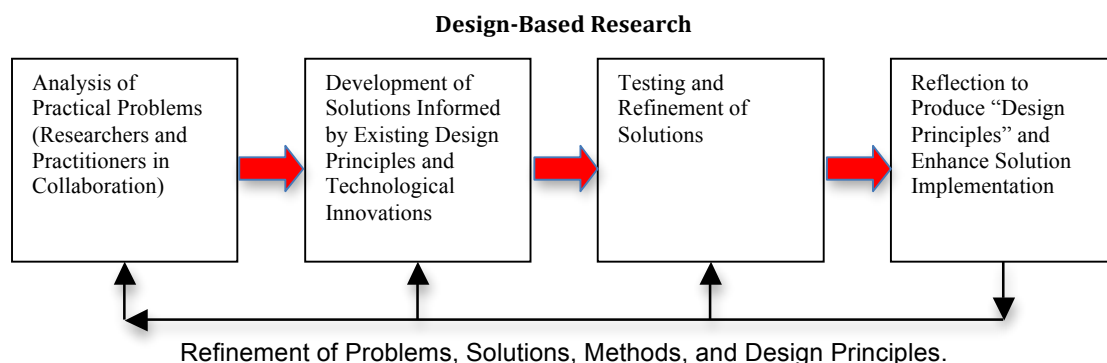 Design-Based Research
Analysis of
Practical Problems
(Researchers and
Practitioners in
Collaboration)
Development of
Solutions Informed
by Existing Design
Principles and
Technological
Innovations
Testing and
Refinement of
Solutions
Reflection to
Produce “Design
Principles” and
Enhance Solution
Implementation
Refinement of Problems, Solutions, Methods, and Design Principles.